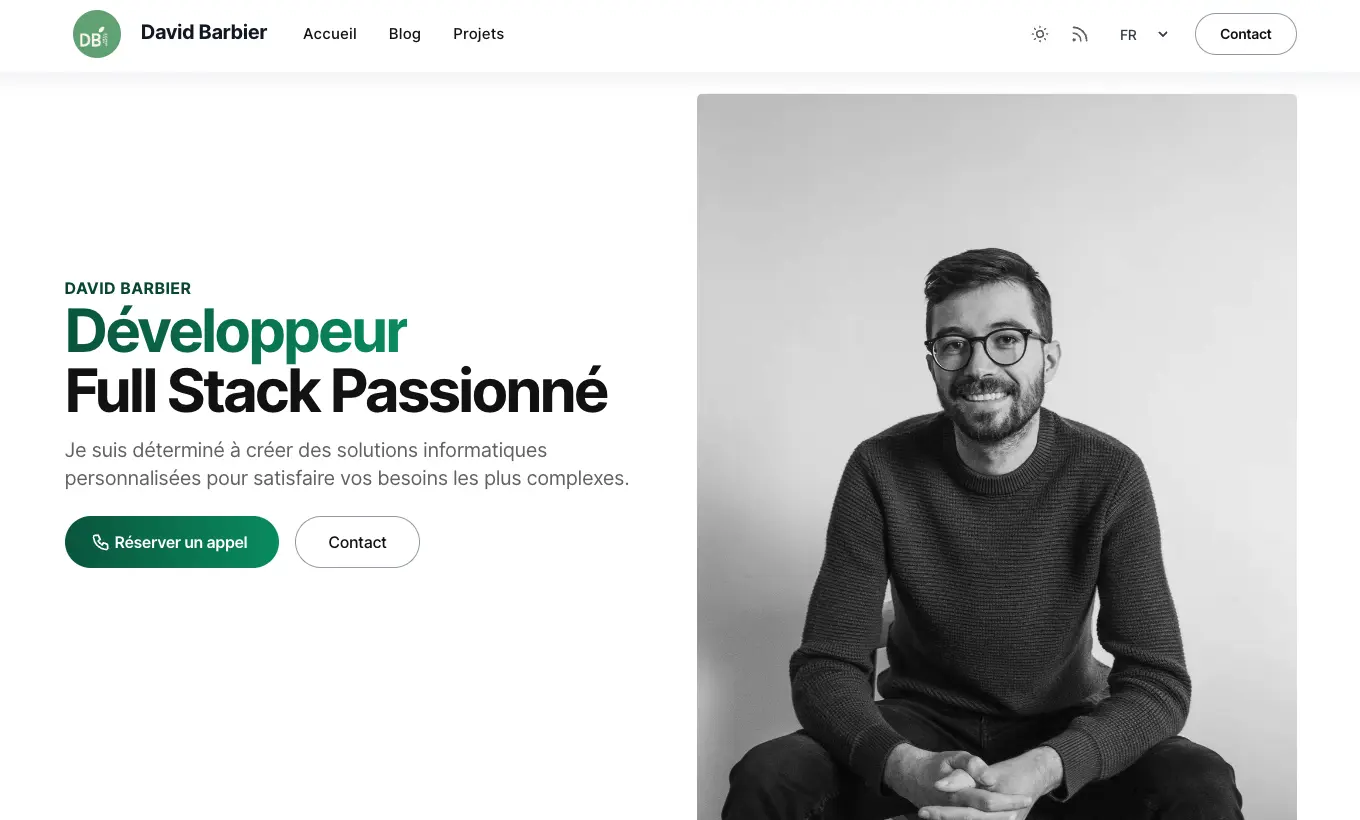 DB
David Barbier
Accueil
Blog
Projets
FR
Contact
DAVID BARBIER
Développeur
Full Stack Passionné
Je suis déterminé à créer des solutions informatiques
personnalisées pour satisfaire vos besoins les plus complexes.
Réserver un appel
Contact